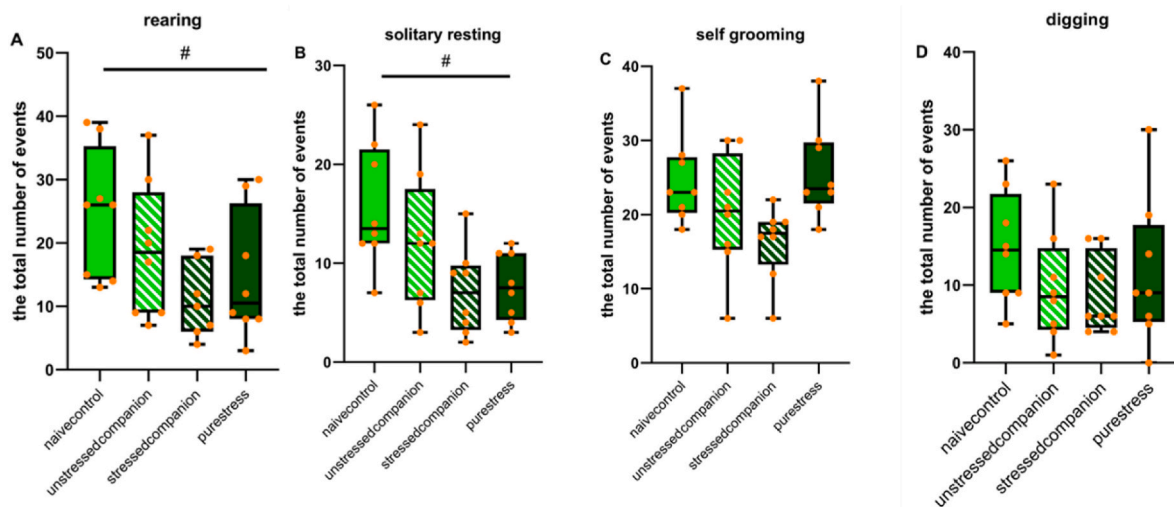 rearing
A
#
the total number of events
50
40
30
20
10
0
naivecontrol
unstressedcompanion
stressedcompanion
purestress
solitary resting
B
#
the total number of events
30
20
10
0
naivecontrol
unstressedcompanion
stressedcompanion
purestress
self grooming
C
the total number of events
40
30
20
10
0
naivecontrol
unstressedcompanion
stressedcompanion
purestress
digging
D
the total number of events
40
30
20
10
0
naivecontrol
unstressedcompanion
stressedcompanion
purestress